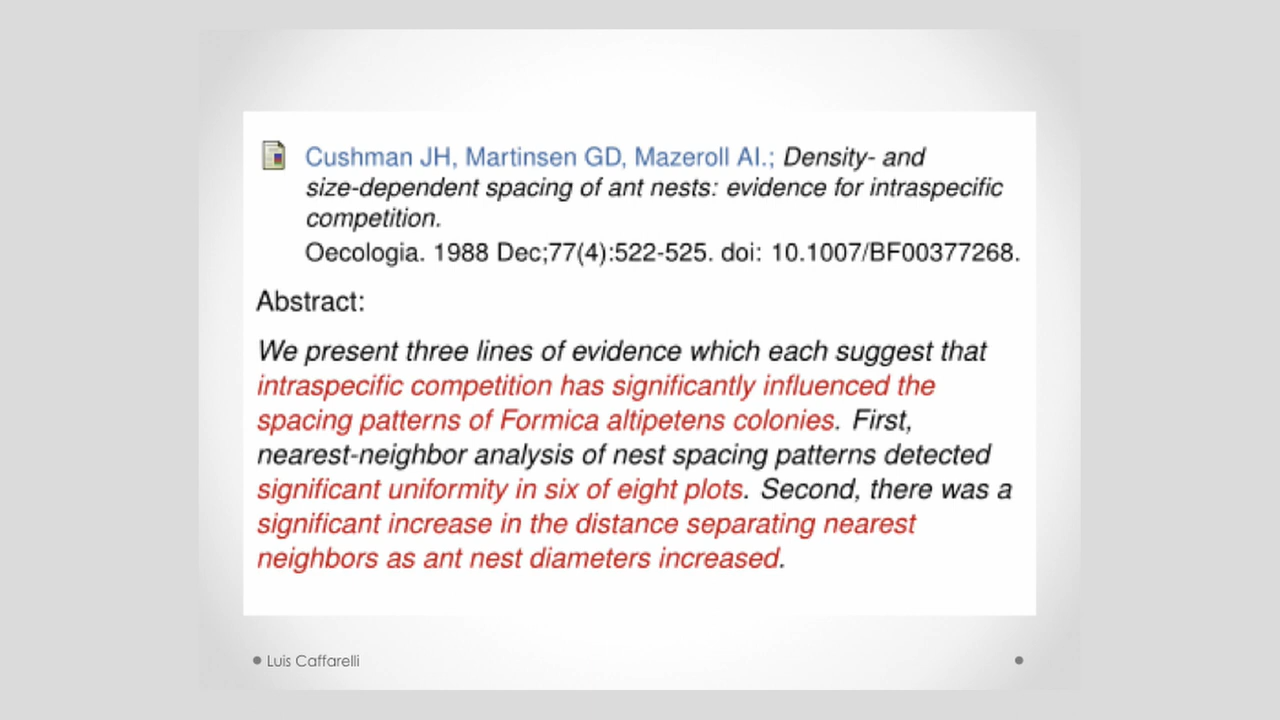 Cushman JH, Martinsen GD, Mazeroll AI.; Density- and
size-dependent spacing of ant nests: evidence for intraspecific
competition.
Oecologia. 1988 Dec;77(4):522-525. doi: 10.1007/BF00377268.
Abstract:
We present three lines of evidence which each suggest that
intraspecific competition has significantly influenced the
spacing patterns of Formica altipetens colonies. First,
nearest-neighbor analysis of nest spacing patterns detected
significant uniformity in six of eight plots. Second, there was a
significant increase in the distance separating nearest
neighbors as ant nest diameters increased.
Luis Caffarelli